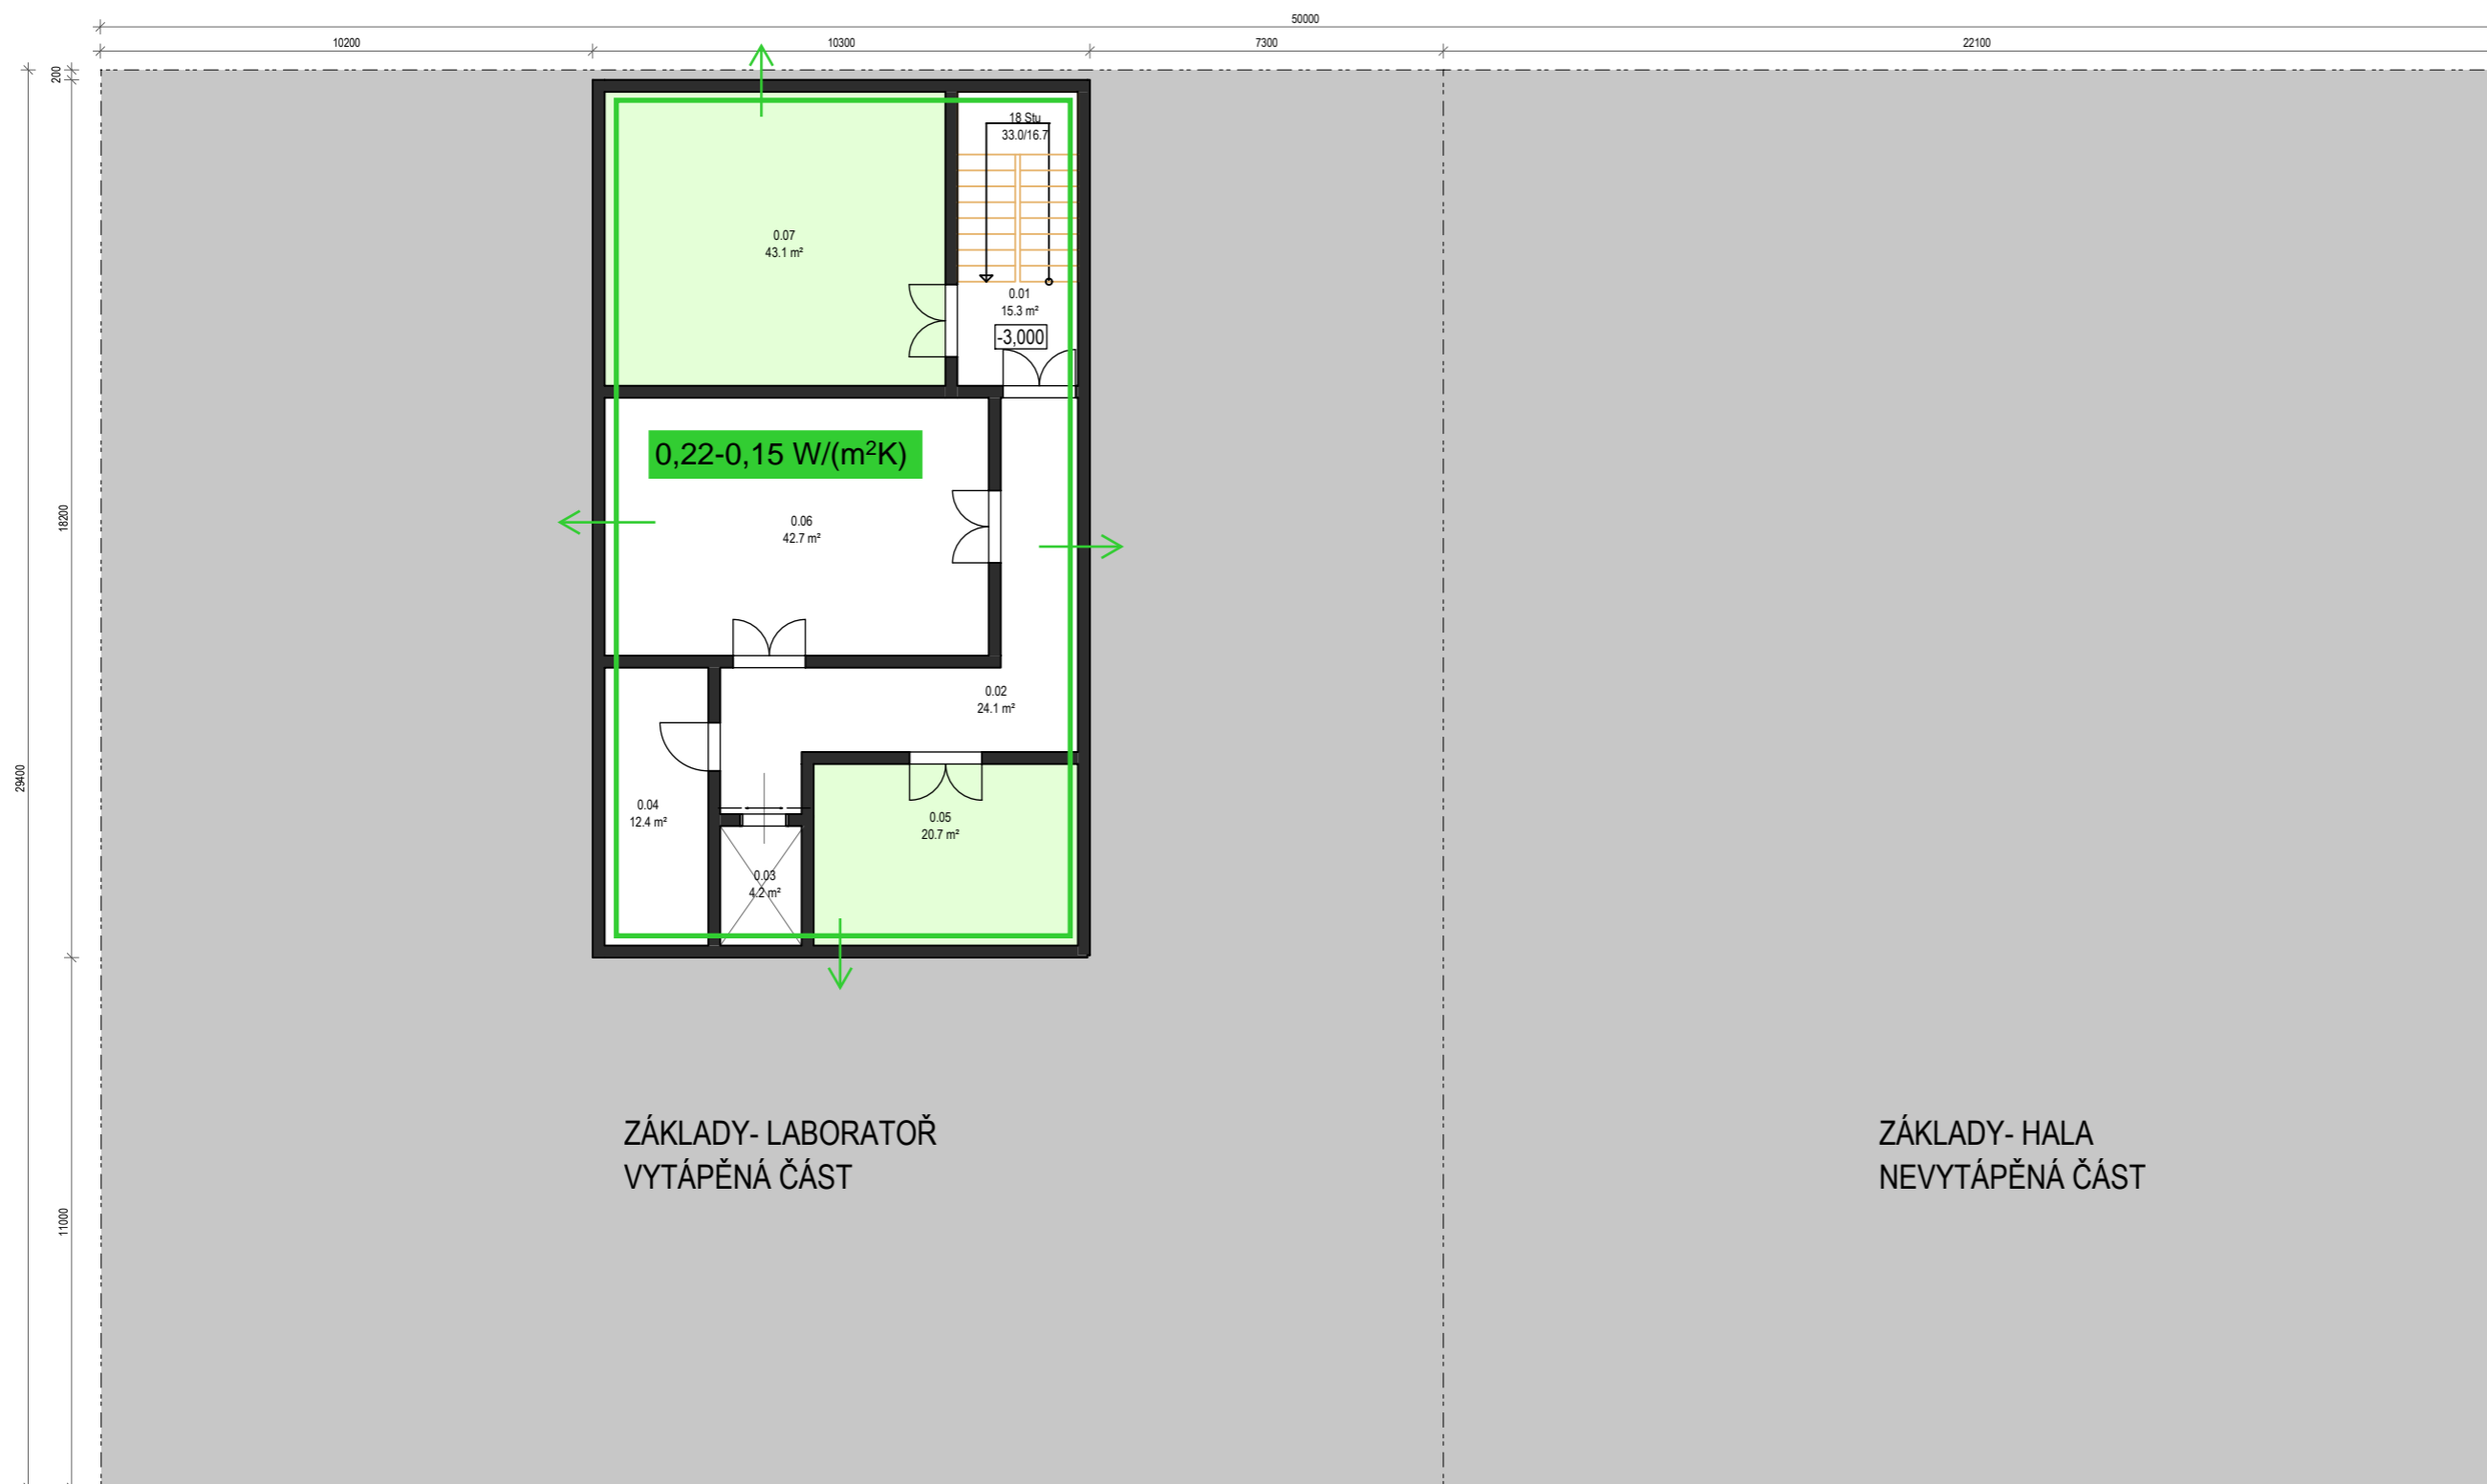 50000
10200
10300
7300
22100
200
18 Stu
33.0/16.7
0.07
43.1 m²
0.01
15.3 m²
-3,000
0,22-0,15 W/(m²K)
18200
0.06
42.7 m²
0.02
24.1 m²
29400
0.04
12.4 m²
0.05
20.7 m²
0.03
4.2 m²
ZÁKLADY- LABORATOŘ
VYTÁPĚNÁ ČÁST
ZÁKLADY- HALA
NEVYTÁPĚNÁ ČÁST
11000